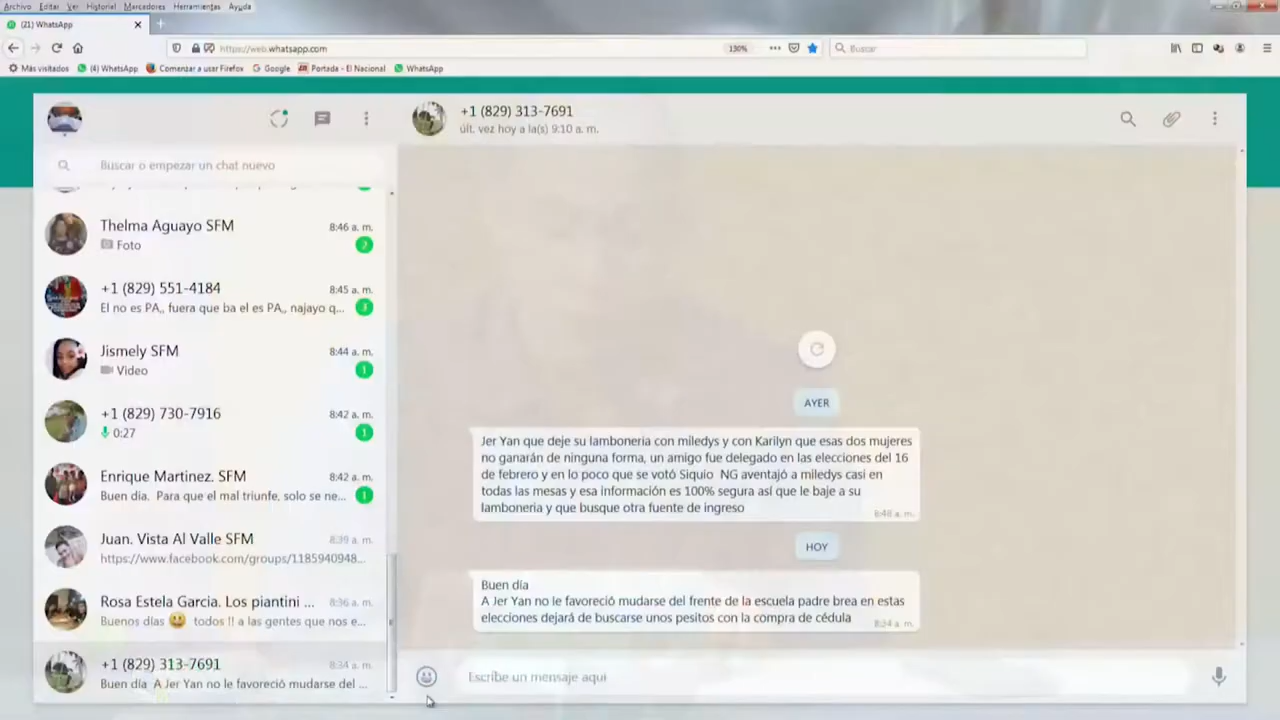 Archivo Editar Ver Historial Marcadores Herramientas Ayuda
(21) WhatsApp
https://web.whatsapp.com
130%
Buscar
Más visitados
(4) WhatsApp
Comenzar a usar Firefox
Google
Portada - El Nacional
WhatsApp
+1 (829) 313-7691
últ. vez hoy a la(s) 9:10 a. m.
Buscar o empezar un chat nuevo
Thelma Aguayo SFM
8:46 a. m.
Foto
2
+1 (829) 551-4184
8:45 a. m.
El no es PA,, fuera que ba el es PA,, najayo q...
3
Jismely SFM
8:44 a. m.
Video
1
+1 (829) 730-7916
8:42 a. m.
0:27
1
Enrique Martinez. SFM
8:42 a. m.
Buen día. Para que el mal triunfe, solo se ne...
1
Juan. Vista Al Valle SFM
8:39 a. m.
https://www.facebook.com/groups/1185940948...
Rosa Estela Garcia. Los piantini ...
8:36 a. m.
Buenos días 😀 todos !! a las gentes que nos e...
+1 (829) 313-7691
8:34 a. m.
Buen día A Jer Yan no le favoreció mudarse del ...
AYER
Jer Yan que deje su lamboneria con miledys y con Karilyn que esas dos mujeres
no ganarán de ninguna forma, un amigo fue delegado en las elecciones del 16
de febrero y en lo poco que se votó Siquio NG aventajó a miledys casi en
todas las mesas y esa información es 100% segura así que le baje a su
lamboneria y que busque otra fuente de ingreso
8:48 a. m.
HOY
Buen día
A Jer Yan no le favoreció mudarse del frente de la escuela padre brea en estas
elecciones dejará de buscarse unos pesitos con la compra de cédula
8:34 a. m.
Escribe un mensaje aquí